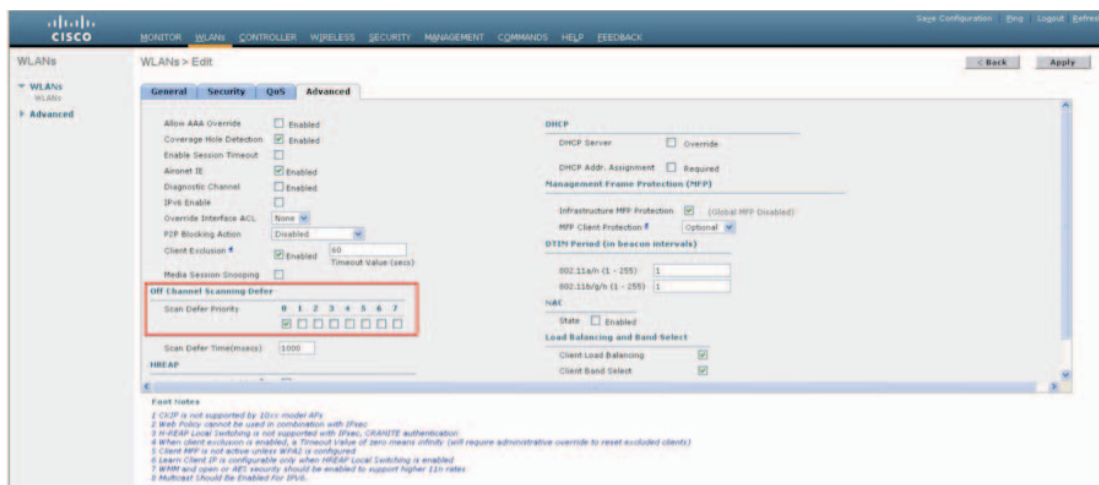 Save Configuration Ping Logout Refresh
CISCO
MONITOR WLANs CONTROLLER WIRELESS SECURITY MANAGEMENT COMMANDS HELP FEEDBACK
WLANs
WLANs > Edit
< Back
Apply
WLANs
WLANs
Advanced
General Security QoS Advanced
Allow AAA Override Enabled
Coverage Hole Detection Enabled
Enable Session Timeout
Aironet IE Enabled
Diagnostic Channel Enabled
IPv6 Enable
Override Interface ACL None
P2P Blocking Action Disabled
Client Exclusion 4 Enabled 60
Timeout Value (secs)
Media Session Snooping
Off Channel Scanning Defer
Scan Defer Priority 0 1 2 3 4 5 6 7
Scan Defer Time(msecs) 1000
HREAP
DHCP
DHCP Server Override
DHCP Addr. Assignment Required
Management Frame Protection (MFP)
Infrastructure MFP Protection (Global MFP Disabled)
MFP Client Protection 5 Optional
DTIM Period (in beacon intervals)
802.11a/n (1 - 255) 1
802.11b/g/n (1 - 255) 1
NAC
State Enabled
Load Balancing and Band Select
Client Load Balancing
Client Band Select
Foot Notes
1 CKIP is not supported by 10xx model APs
2 Web Policy cannot be used in combination with IPsec
3 H-REAP Local Switching is not supported with IPsec, CRANITE authentication
4 When client exclusion is enabled, a Timeout Value of zero means infinity (will require administrative override to reset excluded clients)
5 Client MFP is not active unless WPA2 is configured
6 Learn Client IP is configurable only when HREAP Local Switching is enabled
7 WMM and open or AES security should be enabled to support higher 11n rates
8 Multicast Should Be Enabled For IPV6.